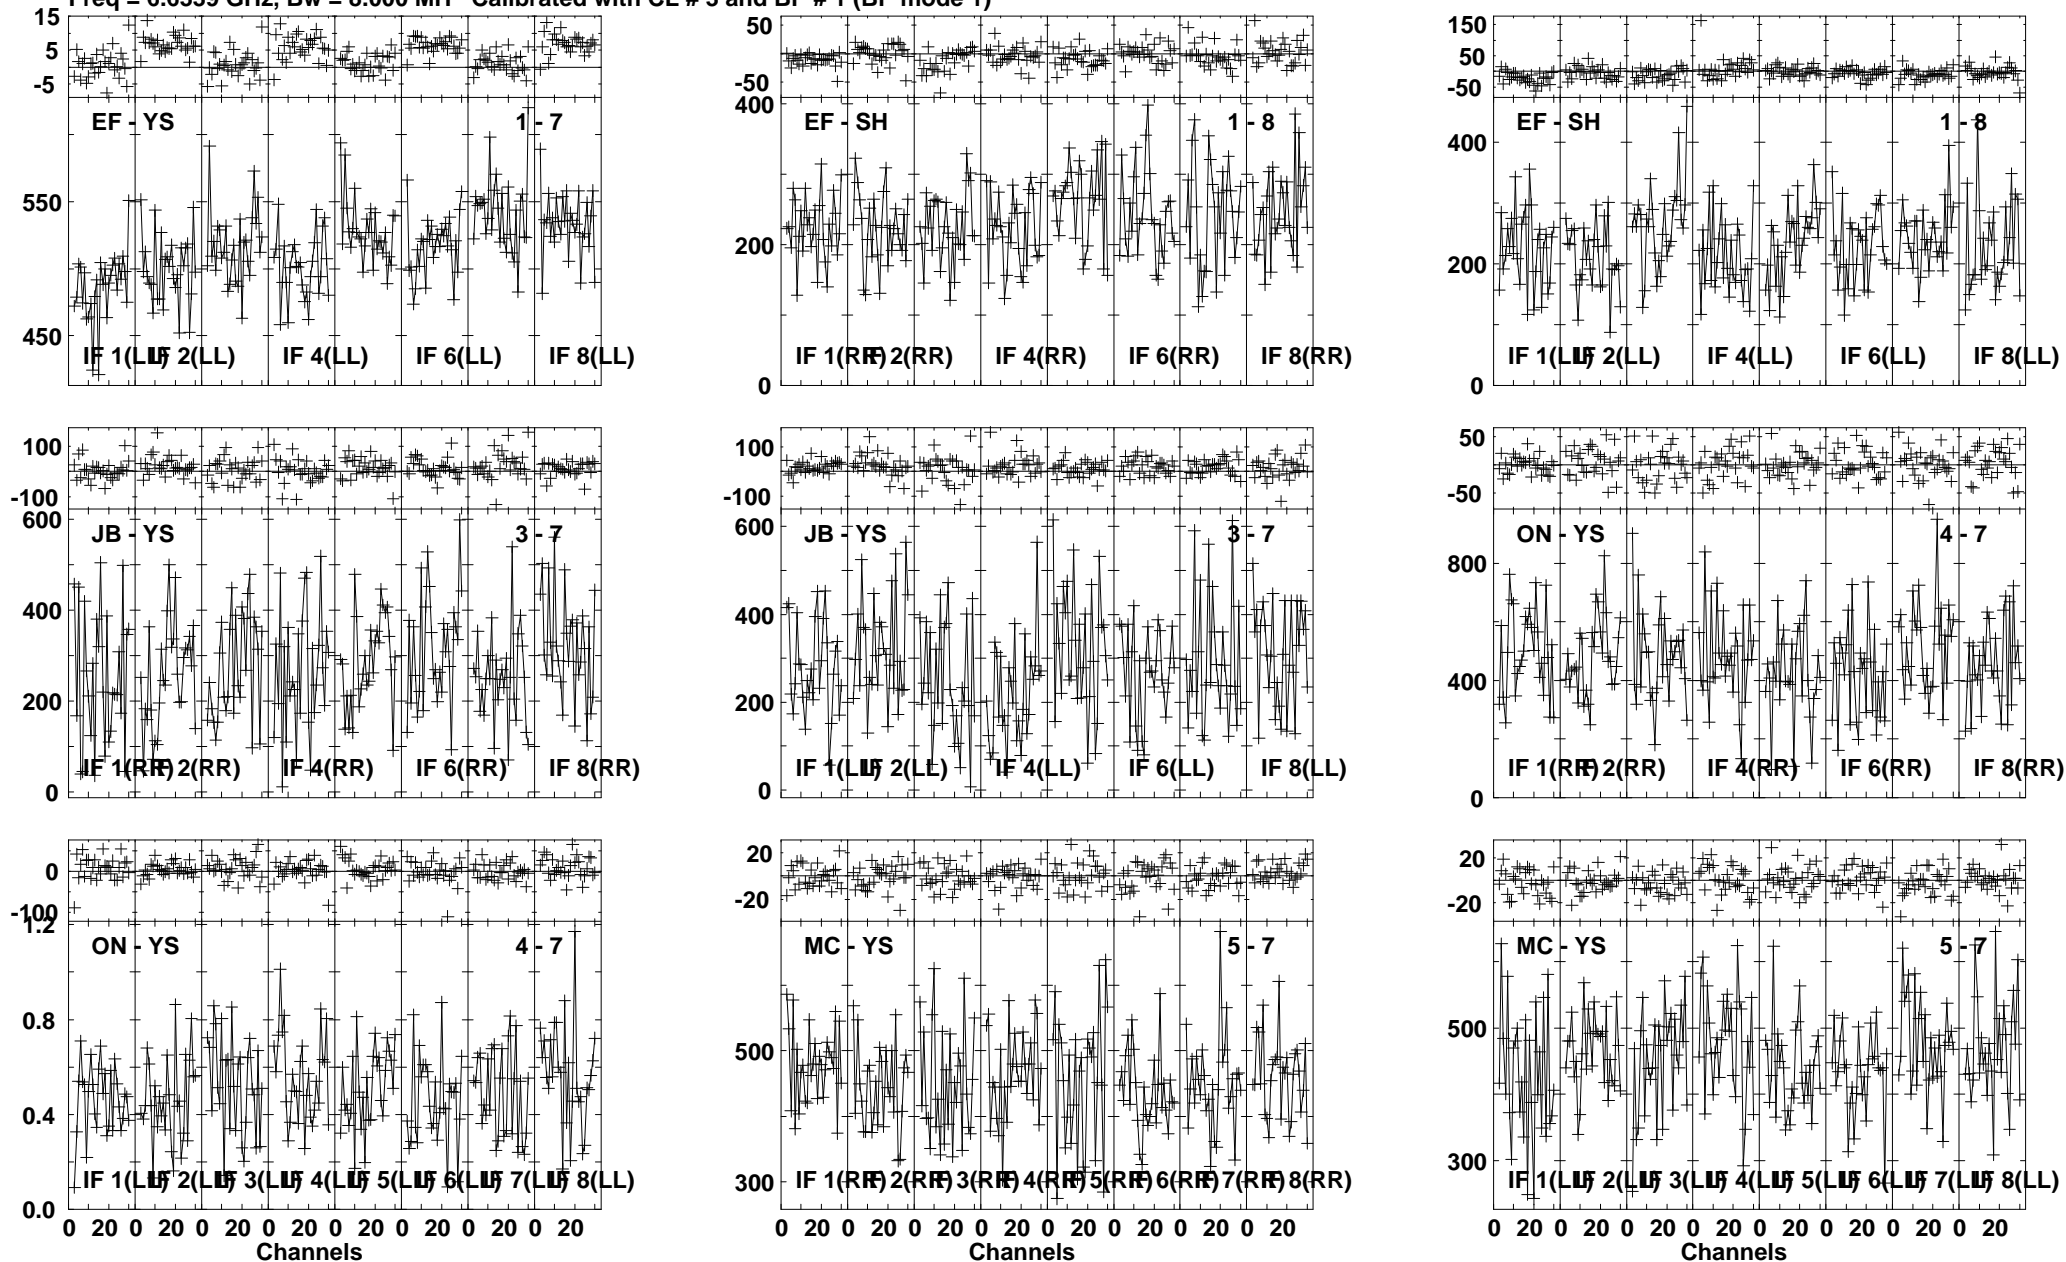 Freq = GHz, Bw = 8.000 Calibrated with CL # and BP # 1 (BP mode 1)
15
5
-5
EF - YS 1 - 7
550
450
IF 1(LL) IF 2(LL) IF 4(LL) IF 6(LL) IF 8(LL)
50
-50
400
EF - SH 1 - 8
200
IF 1(RR) IF 2(RR) IF 4(RR) IF 6(RR) IF 8(RR)
0
150
50
-50
EF - SH 1 - 8
400
200
IF 1(LL) IF 2(LL) IF 4(LL) IF 6(LL) IF 8(LL)
0
100
-100
600
JB - YS 3 - 7
400
200
IF 1(RR) IF 2(RR) IF 4(RR) IF 6(RR) IF 8(RR)
0
100
-100
600
JB - YS 3 - 7
400
200
IF 1(LL) IF 2(LL) IF 4(LL) IF 6(LL) IF 8(LL)
0
50
-50
ON - YS 4 - 7
800
400
IF 1(RR) IF 2(RR) IF 4(RR) IF 6(RR) IF 8(RR)
0
0
-100
1.2
ON - YS 4 - 7
0.8
0.4
IF 1(LL) IF 2(LL) IF 3(LL) IF 4(LL) IF 5(LL) IF 6(LL) IF 7(LL) IF 8(LL)
0.0
0 20 0 20 0 20 0 20 0 20 0 20 0 20 0 20
Channels
20
-20
MC - YS 5 - 7
500
300
IF 1(RR) IF 2(RR) IF 3(RR) IF 4(RR) IF 5(RR) IF 6(RR) IF 7(RR) IF 8(RR)
0 20 0 20 0 20 0 20 0 20 0 20 0 20 0 20
Channels
20
-20
MC - YS 5 - 7
500
300
IF 1(LL) IF 2(LL) IF 3(LL) IF 4(LL) IF 5(LL) IF 6(LL) IF 7(LL) IF 8(LL)
0 20 0 20 0 20 0 20 0 20 0 20 0 20 0 20
Channels